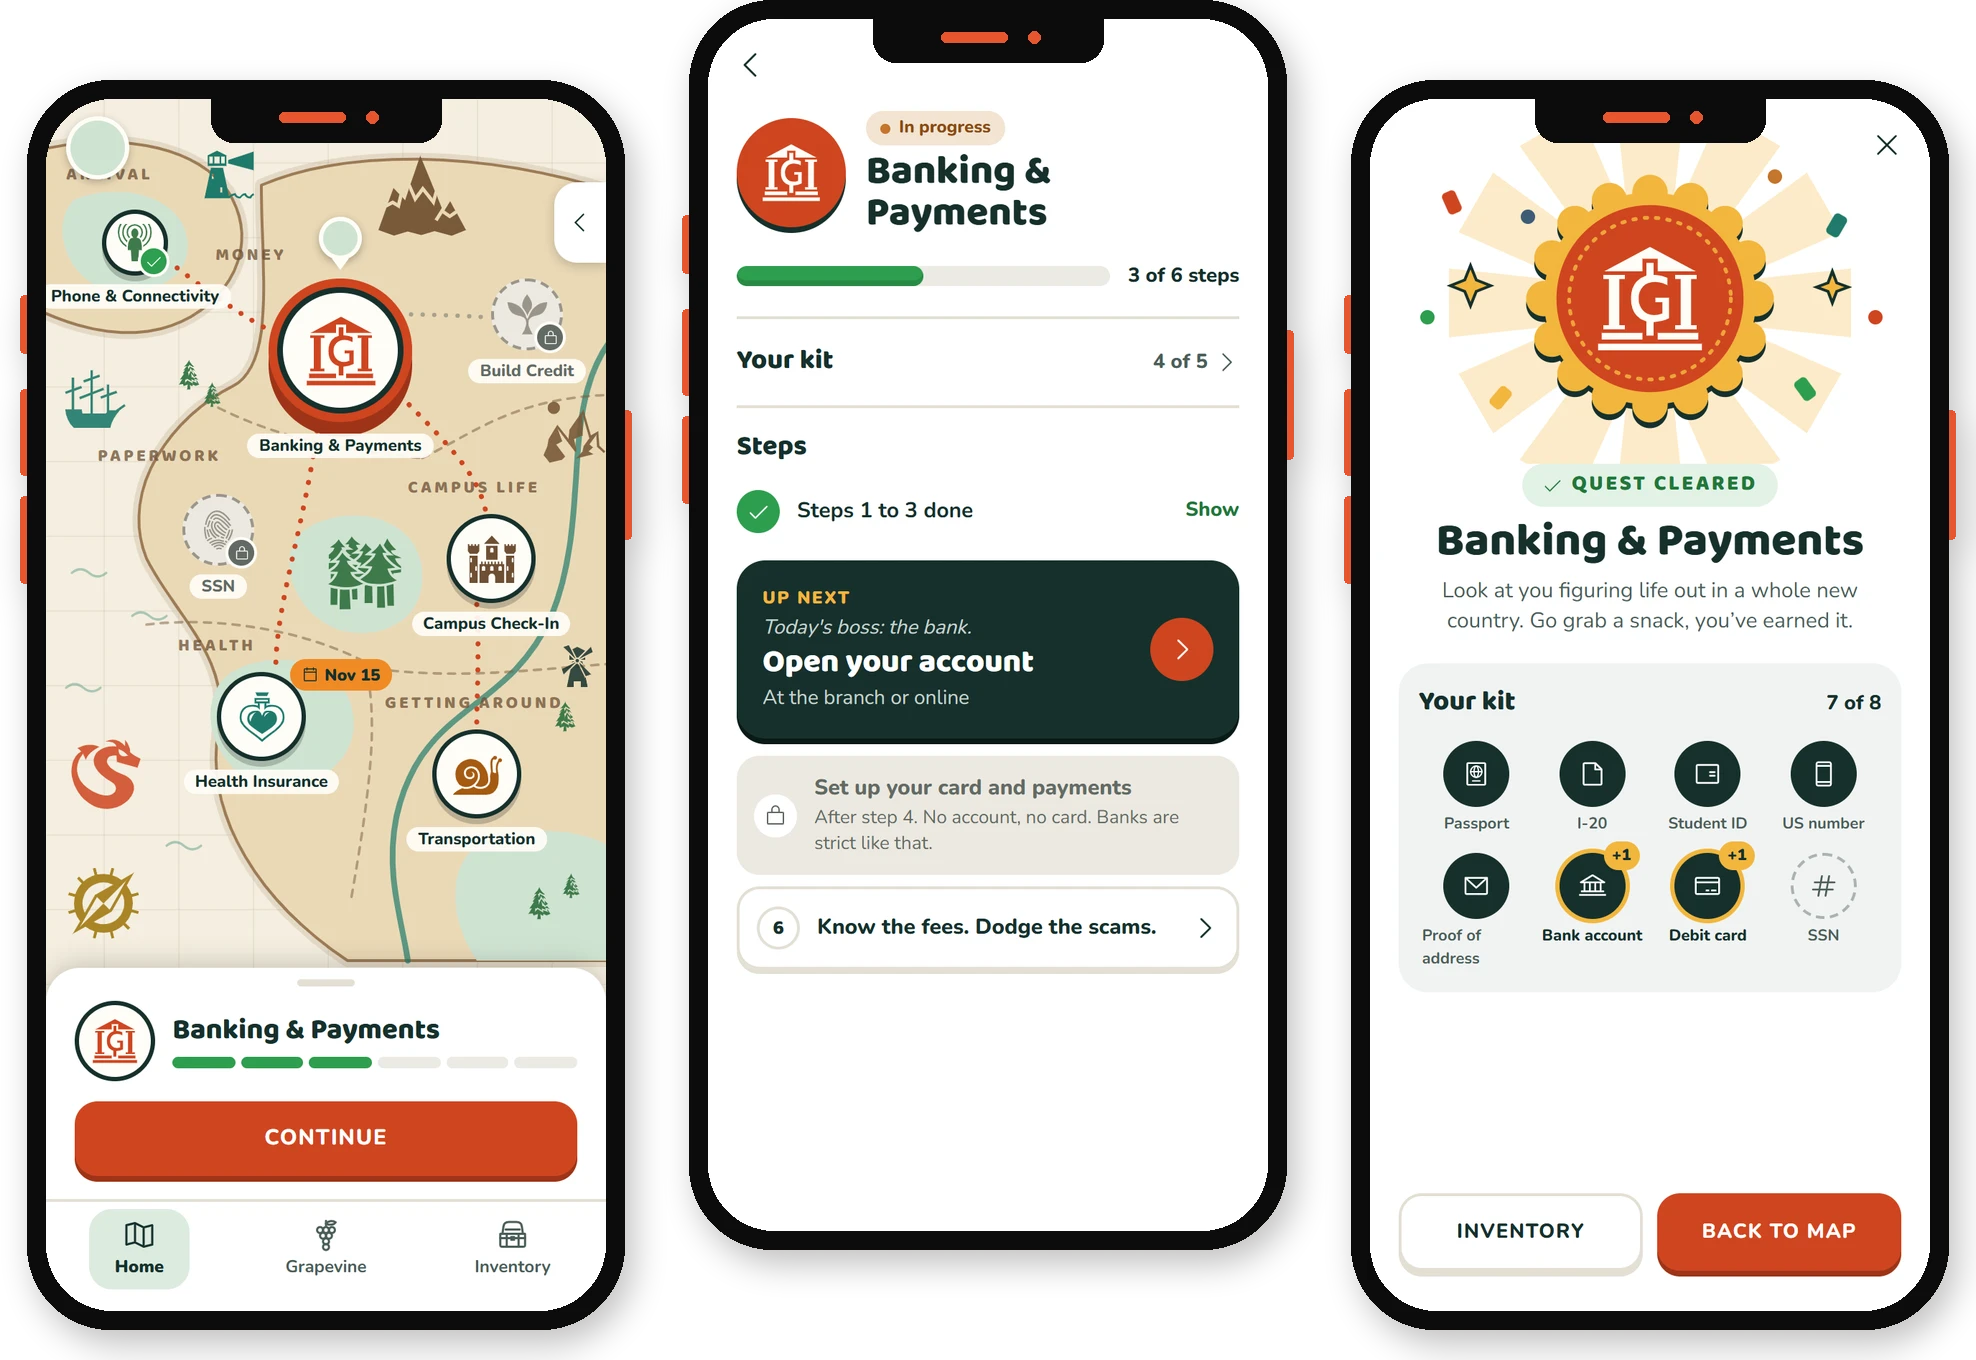 ARRIVAL
MONEY
Phone & Connectivity
Build Credit
Banking & Payments
PAPERWORK
CAMPUS LIFE
SSN
Campus Check-In
HEALTH
Nov 15
GETTING AROUND
Health Insurance
Transportation
Banking & Payments
CONTINUE
Home
Grapevine
Inventory
In progress
Banking &
Payments
3 of 6 steps
Your kit
4 of 5
Steps
Steps 1 to 3 done
Show
UP NEXT
Today's boss: the bank.
Open your account
At the branch or online
Set up your card and payments
After step 4. No account, no card. Banks are
strict like that.
6
Know the fees. Dodge the scams.
QUEST CLEARED
Banking & Payments
Look at you figuring life out in a whole new
country. Go grab a snack, you’ve earned it.
Your kit
7 of 8
Passport
I-20
Student ID
US number
+1
+1
#
Proof of
address
Bank account
Debit card
SSN
INVENTORY
BACK TO MAP